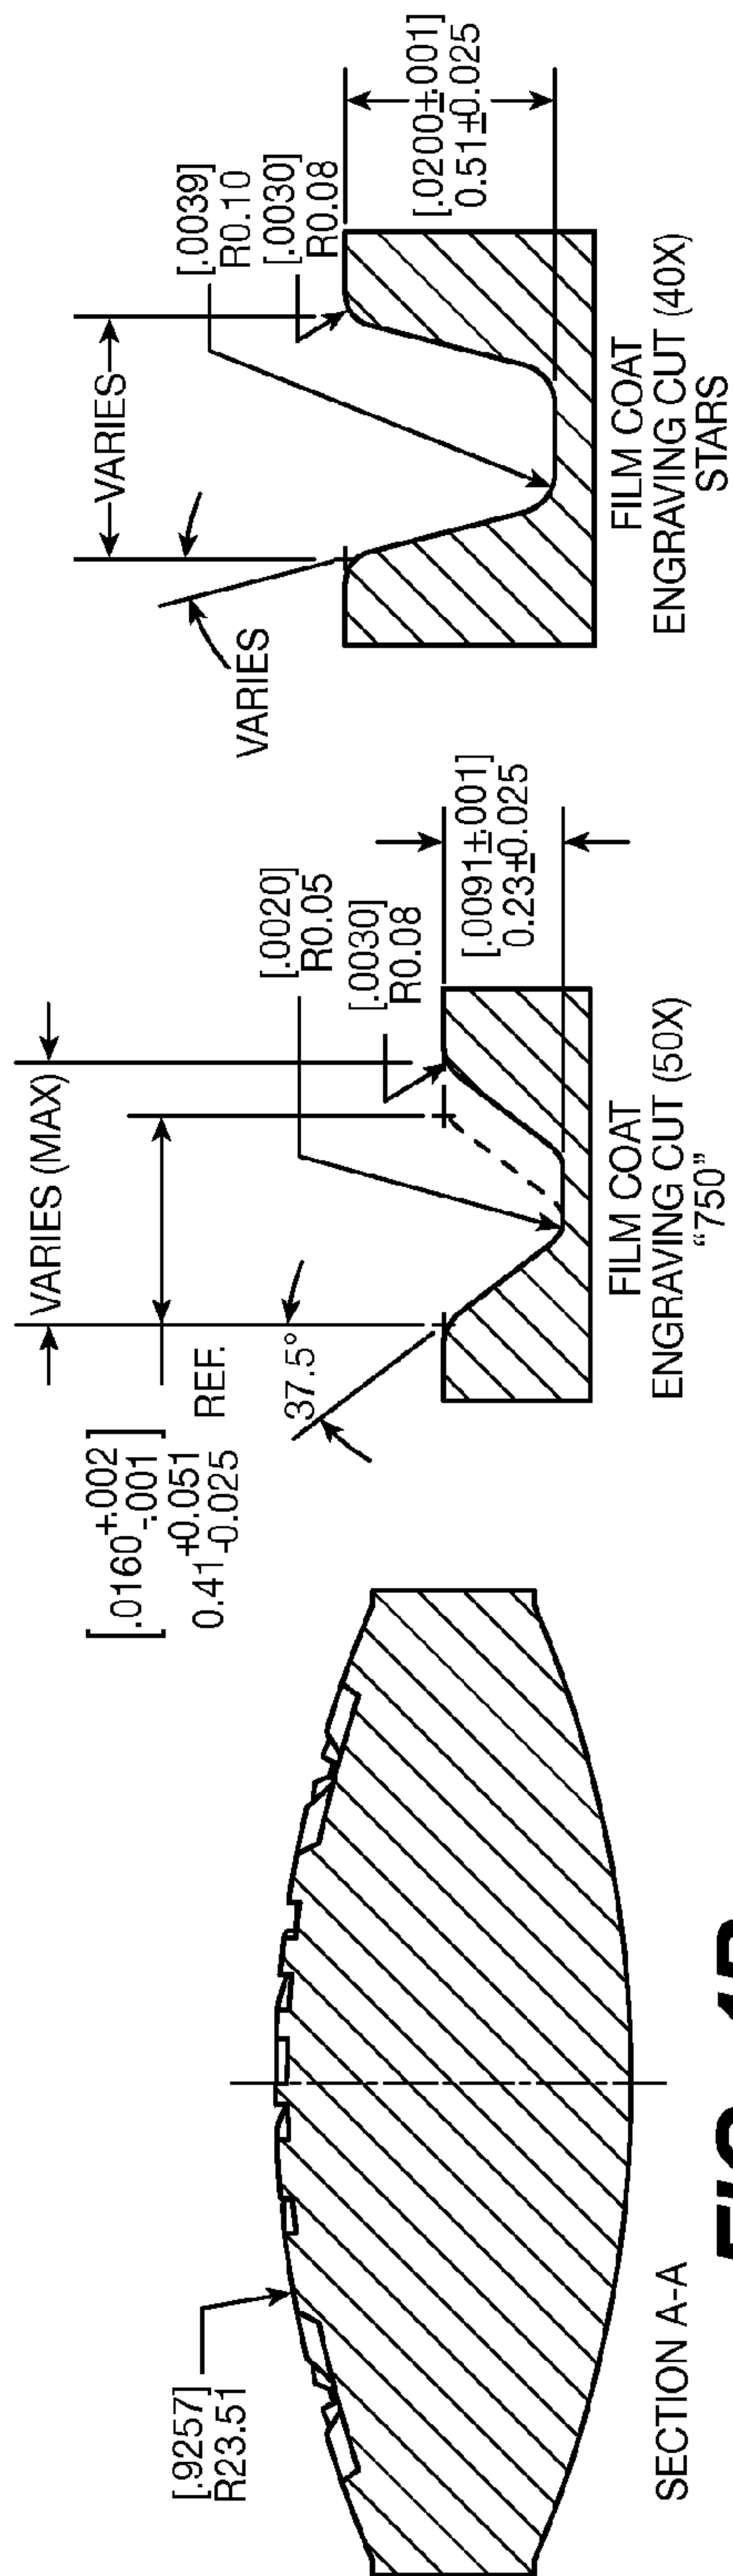 [.9257]
R23.51
SECTION A-A
[.0160+.002
-.001]
0.41+0.051
-0.025
REF.
VARIES (MAX)
37.5°
[.0020]
R0.05
[.0030]
R0.08
[.0091±.001]
0.23±0.025
FILM COAT
ENGRAVING CUT (50X)
“750”
VARIES
VARIES
[.0039]
R0.10
[.0030]
R0.08
[.0200±.001]
0.51±0.025
FILM COAT
ENGRAVING CUT (40X)
STARS